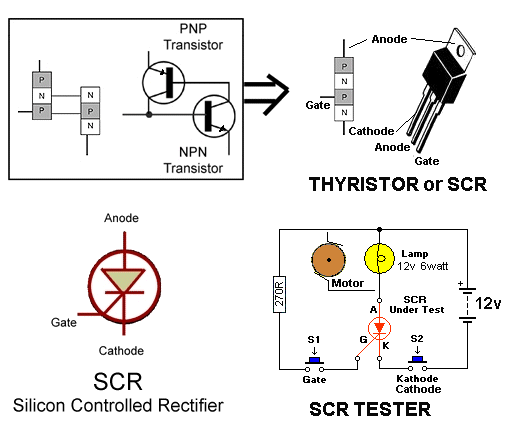 PNP
Transistor
P
N
P
N
P
N
NPN
Transistor
Anode
P
N
P
N
Gate
Cathode
Anode
Gate
THYRISTOR or SCR
Anode
Gate
Cathode
SCR
Silicon Controlled Rectifier
Lamp
12v 6watt
Motor
270R
A
SCR
Under Test
+
12v
S1
G
K
S2
Gate
Kathode
Cathode
SCR TESTER